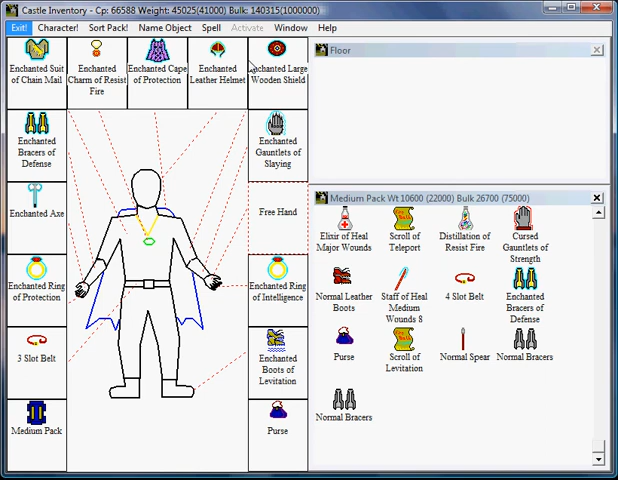 Castle Inventory - Cp: 66588 Weight: 45025(41000) Bulk: 140315(1000000)
Exit! Character! Sort Pack! Name Object Spell Activate Window Help
Enchanted Suit
of Chain Mail
Enchanted
Charm of Resist
Fire
Enchanted Cape
of Protection
Enchanted
Leather Helmet
Enchanted Large
Wooden Shield
Enchanted
Bracers of
Defense
Enchanted
Gauntlets of
Slaying
Enchanted Axe
Free Hand
Enchanted Ring
of Protection
Enchanted Ring
of Intelligence
3 Slot Belt
Enchanted
Boots of
Levitation
Medium Pack
Purse
Floor
Medium Pack Wt 10600 (22000) Bulk 26700 (75000)
Elixir of Heal
Major Wounds
Scroll of
Teleport
Distillation of
Resist Fire
Cursed
Gauntlets of
Strength
Normal Leather
Boots
Staff of Heal
Medium
Wounds 8
4 Slot Belt
Enchanted
Bracers of
Defense
Purse
Scroll of
Levitation
Normal Spear
Normal Bracers
Normal Bracers